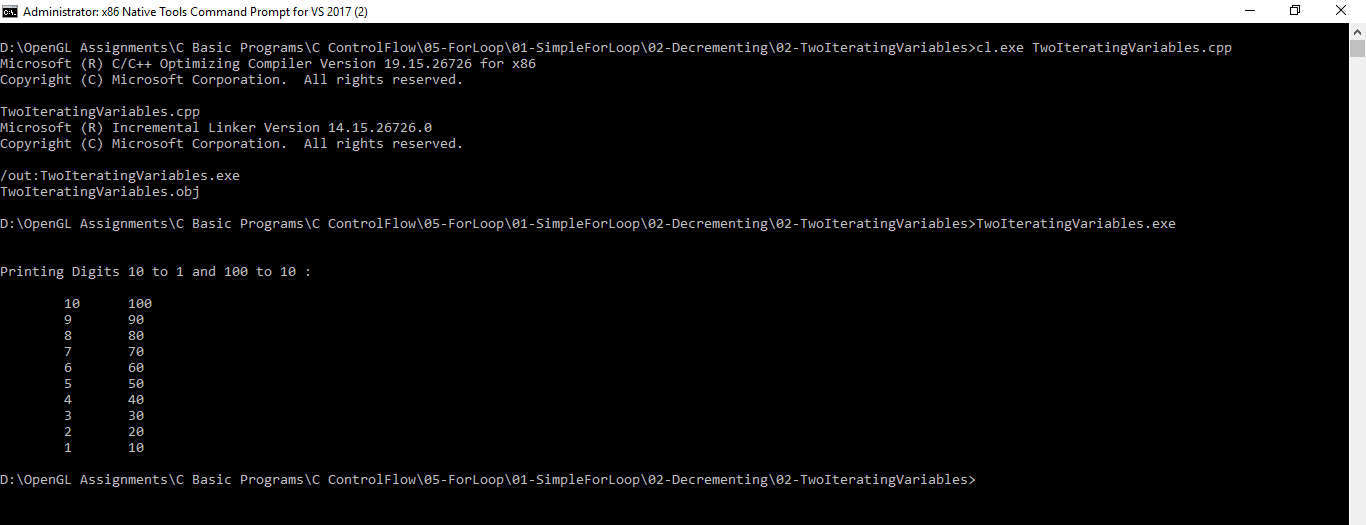 Administrator: x86 Native Tools Command Prompt for VS 2017 (2)
D:\OpenGL Assignments\C Basic Programs\C ControlFlow\05-ForLoop\01-SimpleForLoop\02-Decrementing\02-TwoIteratingVariables>cl.exe TwoIteratingVariables.cpp
Microsoft (R) C/C++ Optimizing Compiler Version 19.15.26726 for x86
Copyright (C) Microsoft Corporation.  All rights reserved.
TwoIteratingVariables.cpp
Microsoft (R) Incremental Linker Version 14.15.26726.0
Copyright (C) Microsoft Corporation.  All rights reserved.
/out:TwoIteratingVariables.exe
TwoIteratingVariables.obj
D:\OpenGL Assignments\C Basic Programs\C ControlFlow\05-ForLoop\01-SimpleForLoop\02-Decrementing\02-TwoIteratingVariables>TwoIteratingVariables.exe
Printing Digits 10 to 1 and 100 to 10 :
10 100
9 90
8 80
7 70
6 60
5 50
4 40
3 30
2 20
1 10
D:\OpenGL Assignments\C Basic Programs\C ControlFlow\05-ForLoop\01-SimpleForLoop\02-Decrementing\02-TwoIteratingVariables>